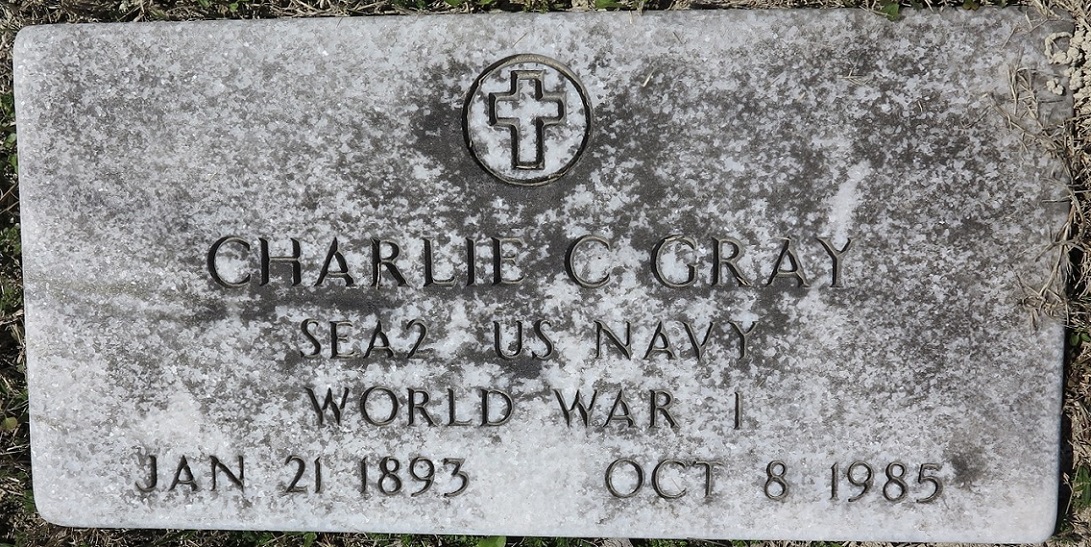 CHARLIE C GRAY
SEA2 US NAVY
WORLD WAR I
JAN 21 1893 OCT 8 1985